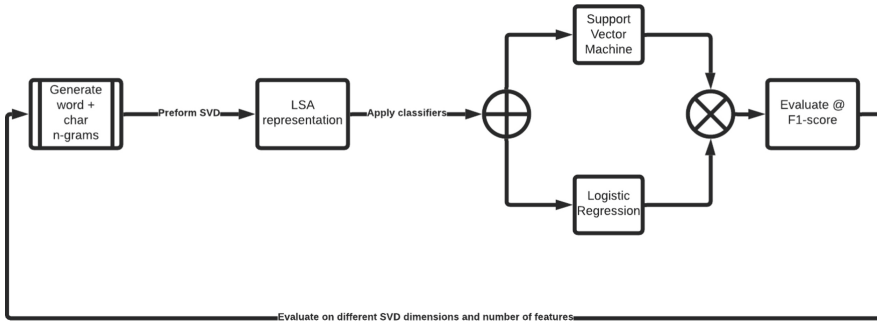 Generate
word +
char
n-grams
Preform SVD
LSA
representation
Apply classifiers
Support
Vector
Machine
Logistic
Regression
Evaluate @
F1-score
Evaluate on different SVD dimensions and number of features